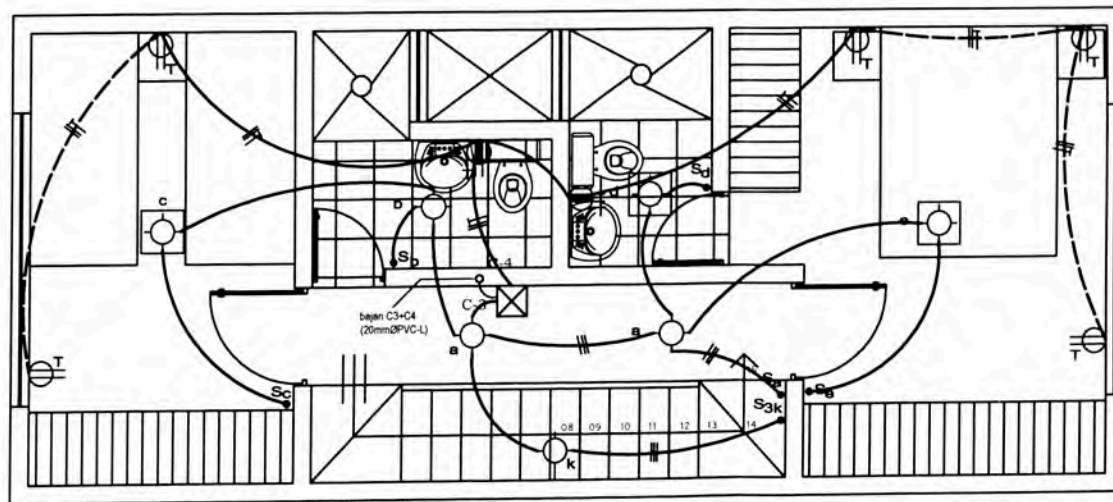 T
T
T
c
d
Sd
b
Sb
e
C-4
C-3
bajan C3+C4
(20mmØPVC-L)
a
a
T
T
Sc
Sa
Se
S3k
08 09 10 11 12 13 14
k